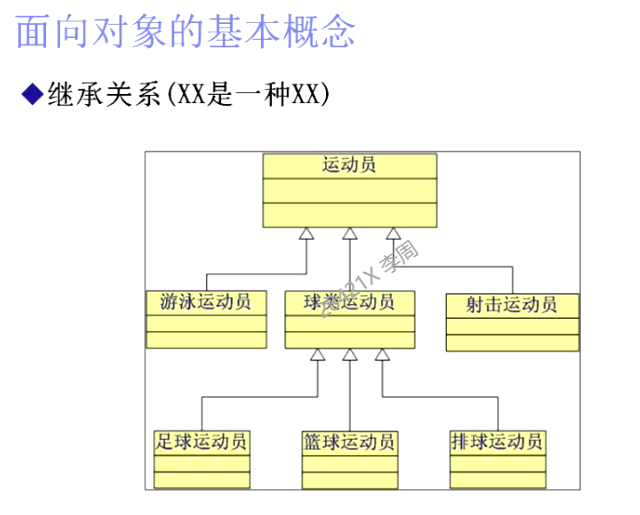 面向对象的基本概念
◆继承关系(XX是一种XX)
运动员
游泳运动员 球类运动员 射击运动员
李周
足球运动员 篮球运动员 排球运动员